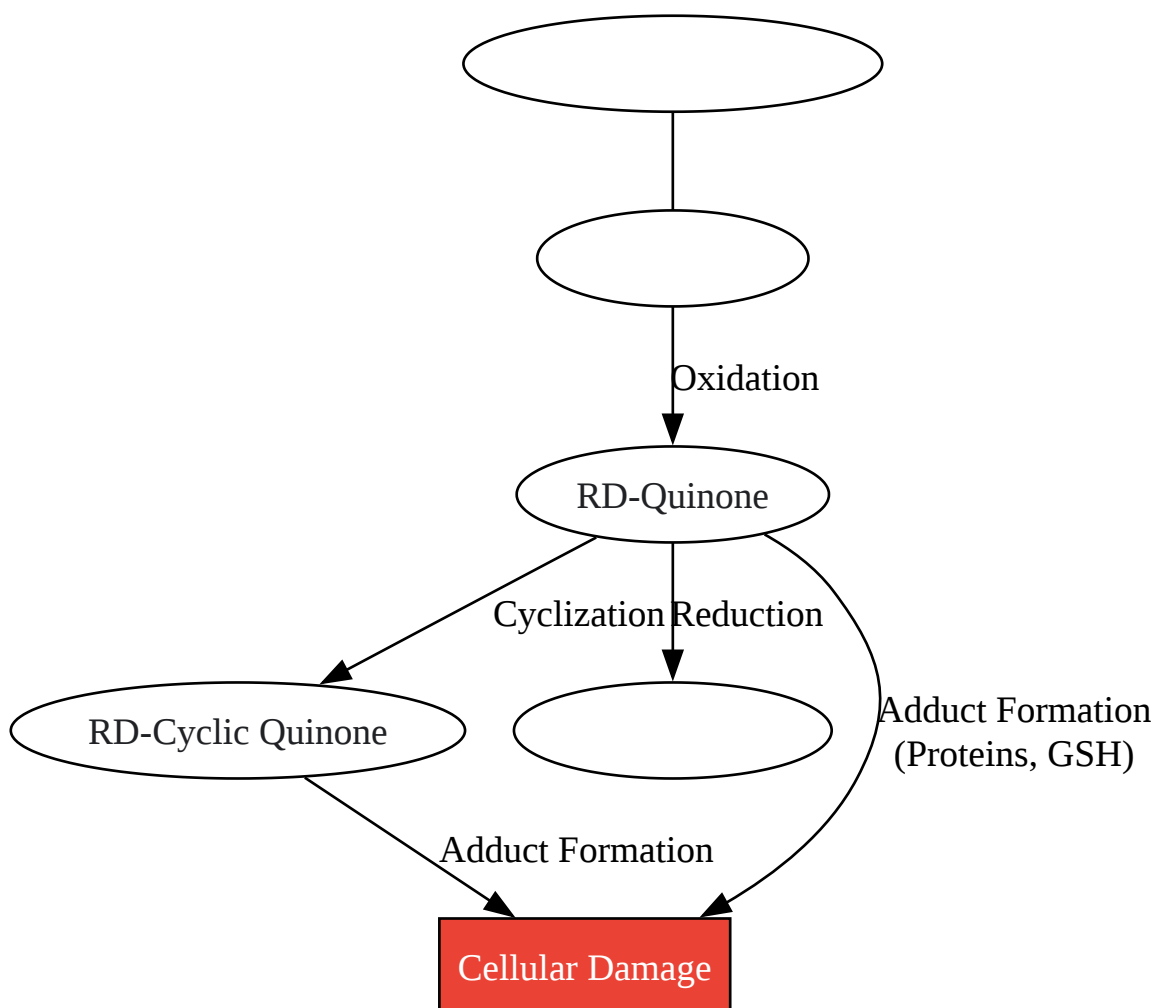 Oxidation
RD-Quinone
Cyclization
Reduction
Adduct Formation
(Proteins, GSH)
RD-Cyclic Quinone
Adduct Formation
Cellular Damage